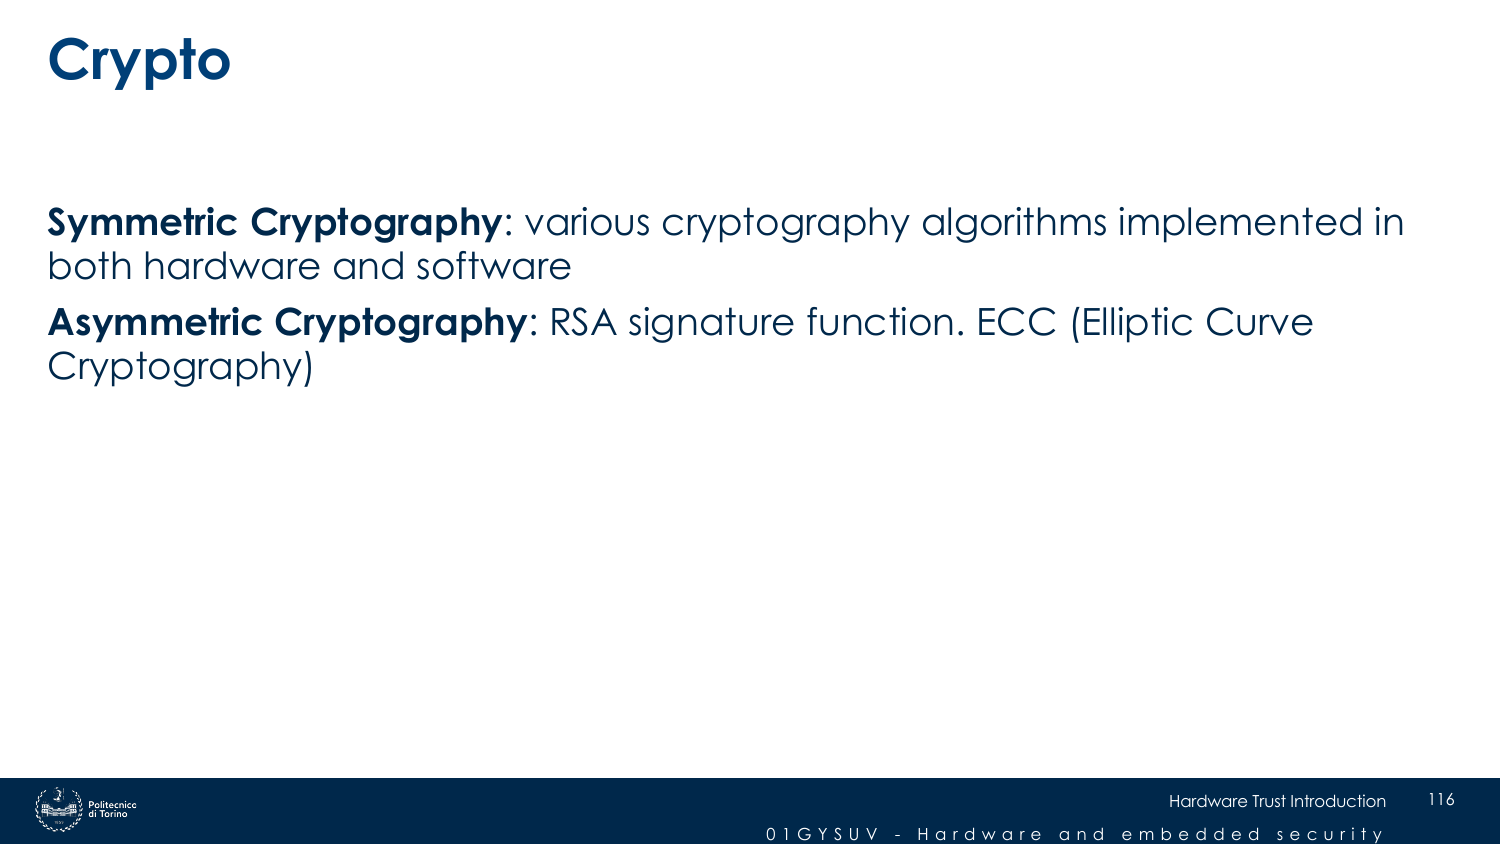 Crypto
Symmetric Cryptography: various cryptography algorithms implemented in
both hardware and software
Asymmetric Cryptography: RSA signature function. ECC (Elliptic Curve
Cryptography)
Politecnico
di Torino
Hardware Trust Introduction
116
01GYSUV - Hardware and embedded security